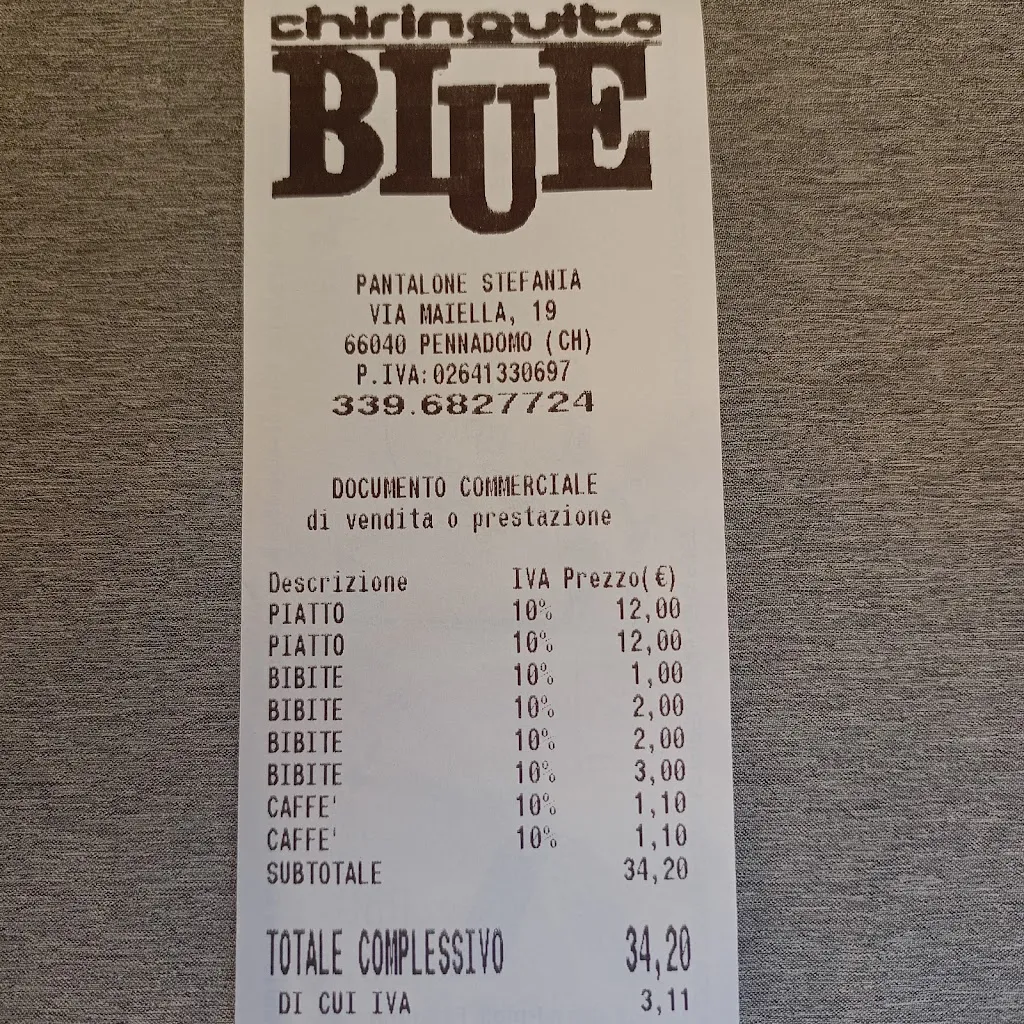 chiringuito
BLUE
PANTALONE STEFANIA
VIA MAIELLA, 19
66040 PENNADOMO (CH)
P.IVA:02641330697
339.6827724
DOCUMENTO COMMERCIALE
di vendita o prestazione
Descrizione IVA Prezzo(€)
PIATTO 10% 12,00
PIATTO 10% 12,00
BIBITE 10% 1,00
BIBITE 10% 2,00
BIBITE 10% 2,00
BIBITE 10% 3,00
CAFFE' 10% 1,10
CAFFE' 10% 1,10
SUBTOTALE 34,20
TOTALE COMPLESSIVO 34,20
DI CUI IVA 3,11